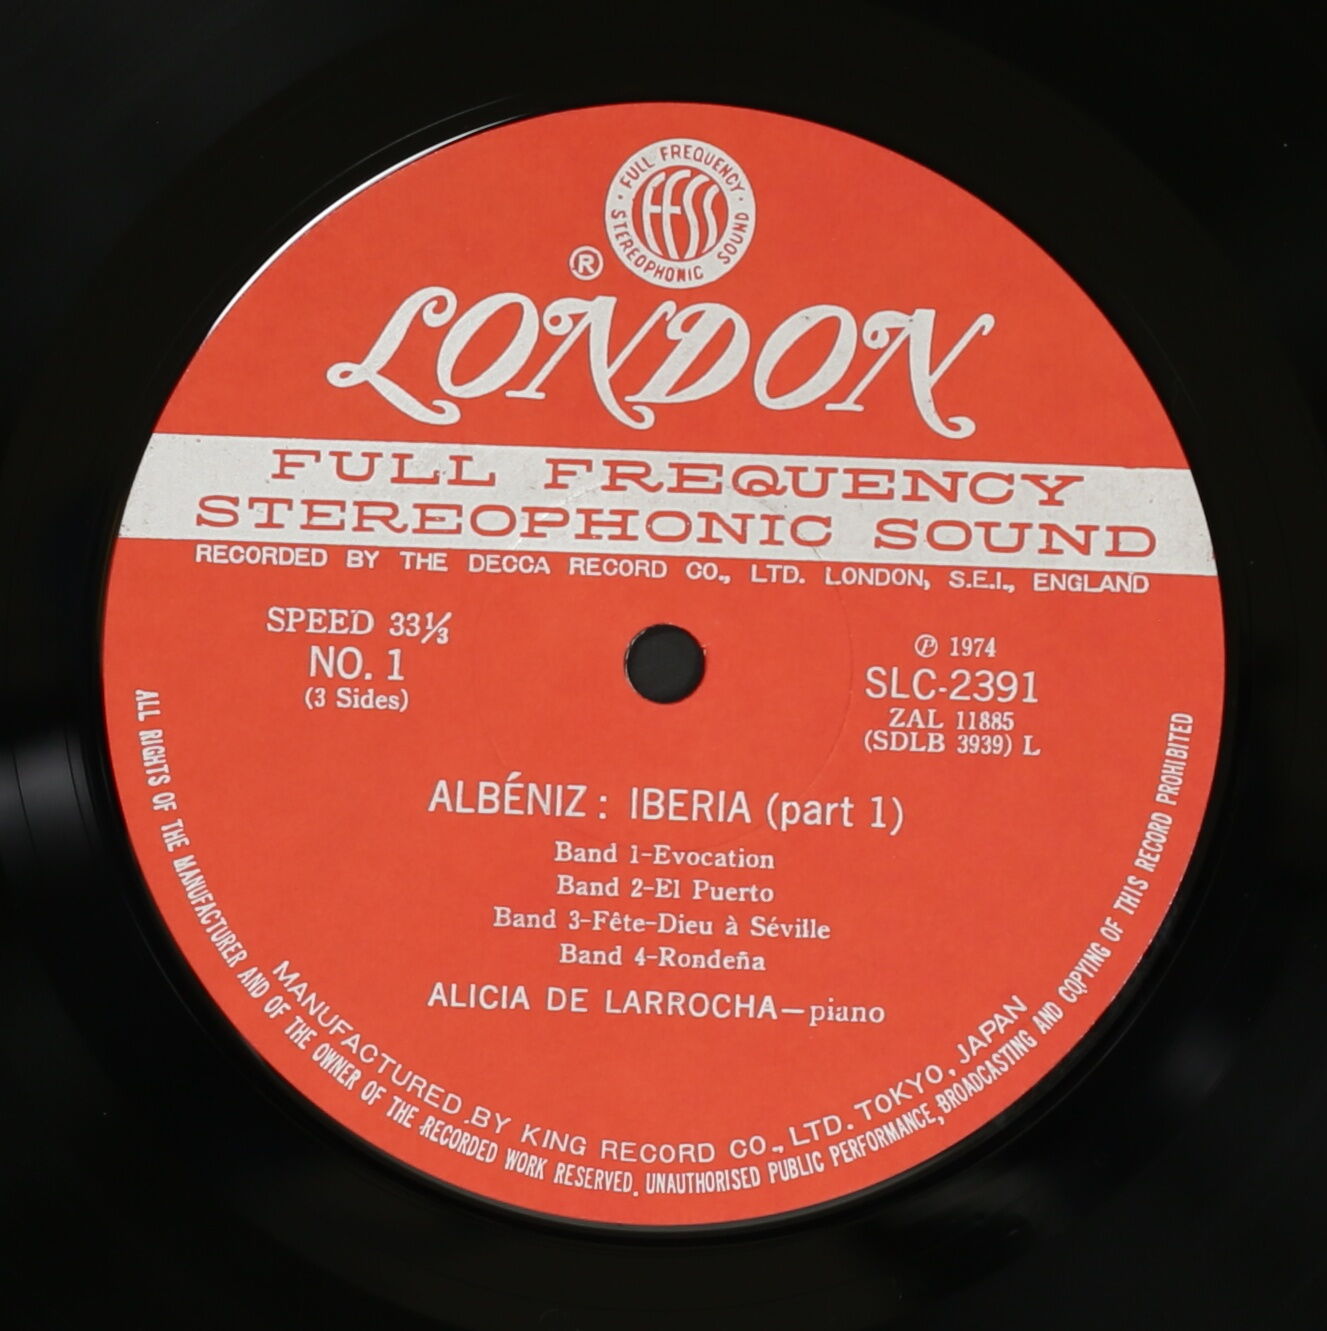 FULL FREQUENCY
FFSS
STEREOPHONIC SOUND
®
LONDON
FULL FREQUENCY
STEREOPHONIC SOUND
RECORDED BY THE DECCA RECORD CO., LTD. LONDON, S.E.I., ENGLAND
SPEED 33⅓
NO. 1
(3 Sides)
℗ 1974
SLC-2391
ZAL 11885
(SDLB 3939) L
ALBÉNIZ: IBERIA (part 1)
Band 1-Evocation
Band 2-El Puerto
Band 3-Fête-Dieu à Séville
Band 4-Rondeña
ALICIA DE LARROCHA—piano
MANUFACTURED BY KING RECORD CO., LTD. TOKYO, JAPAN
ALL RIGHTS OF THE MANUFACTURER AND OF THE OWNER OF THE RECORDED WORK RESERVED. UNAUTHORISED PUBLIC PERFORMANCE, BROADCASTING AND COPYING OF THIS RECORD PROHIBITED